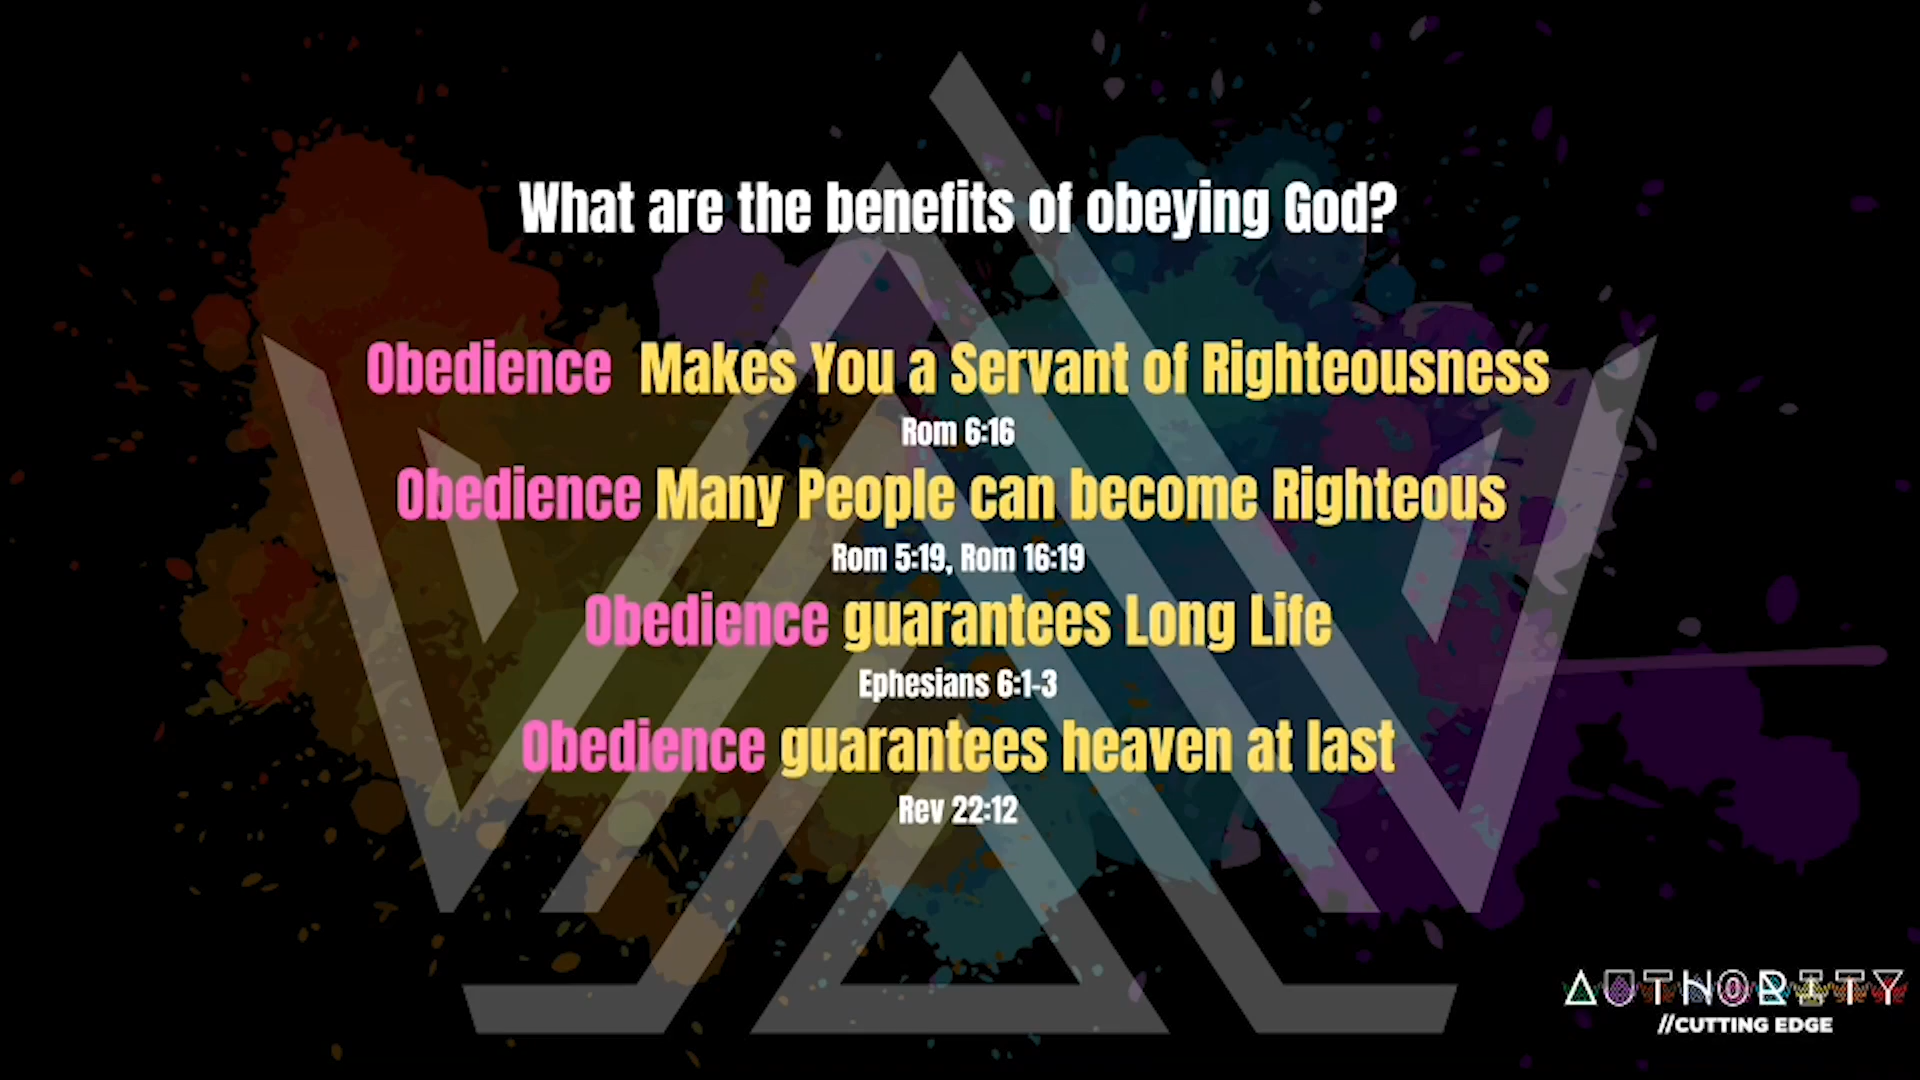 What are the benefits of obeying God?
Obedience Makes You a Servant of Righteousness
Rom 6:16
Obedience Many People can become Righteous
Rom 5:19, Rom 16:19
Obedience guarantees Long Life
Ephesians 6:1-3
Obedience guarantees heaven at last
Rev 22:12
AUTHORITY
//CUTTING EDGE